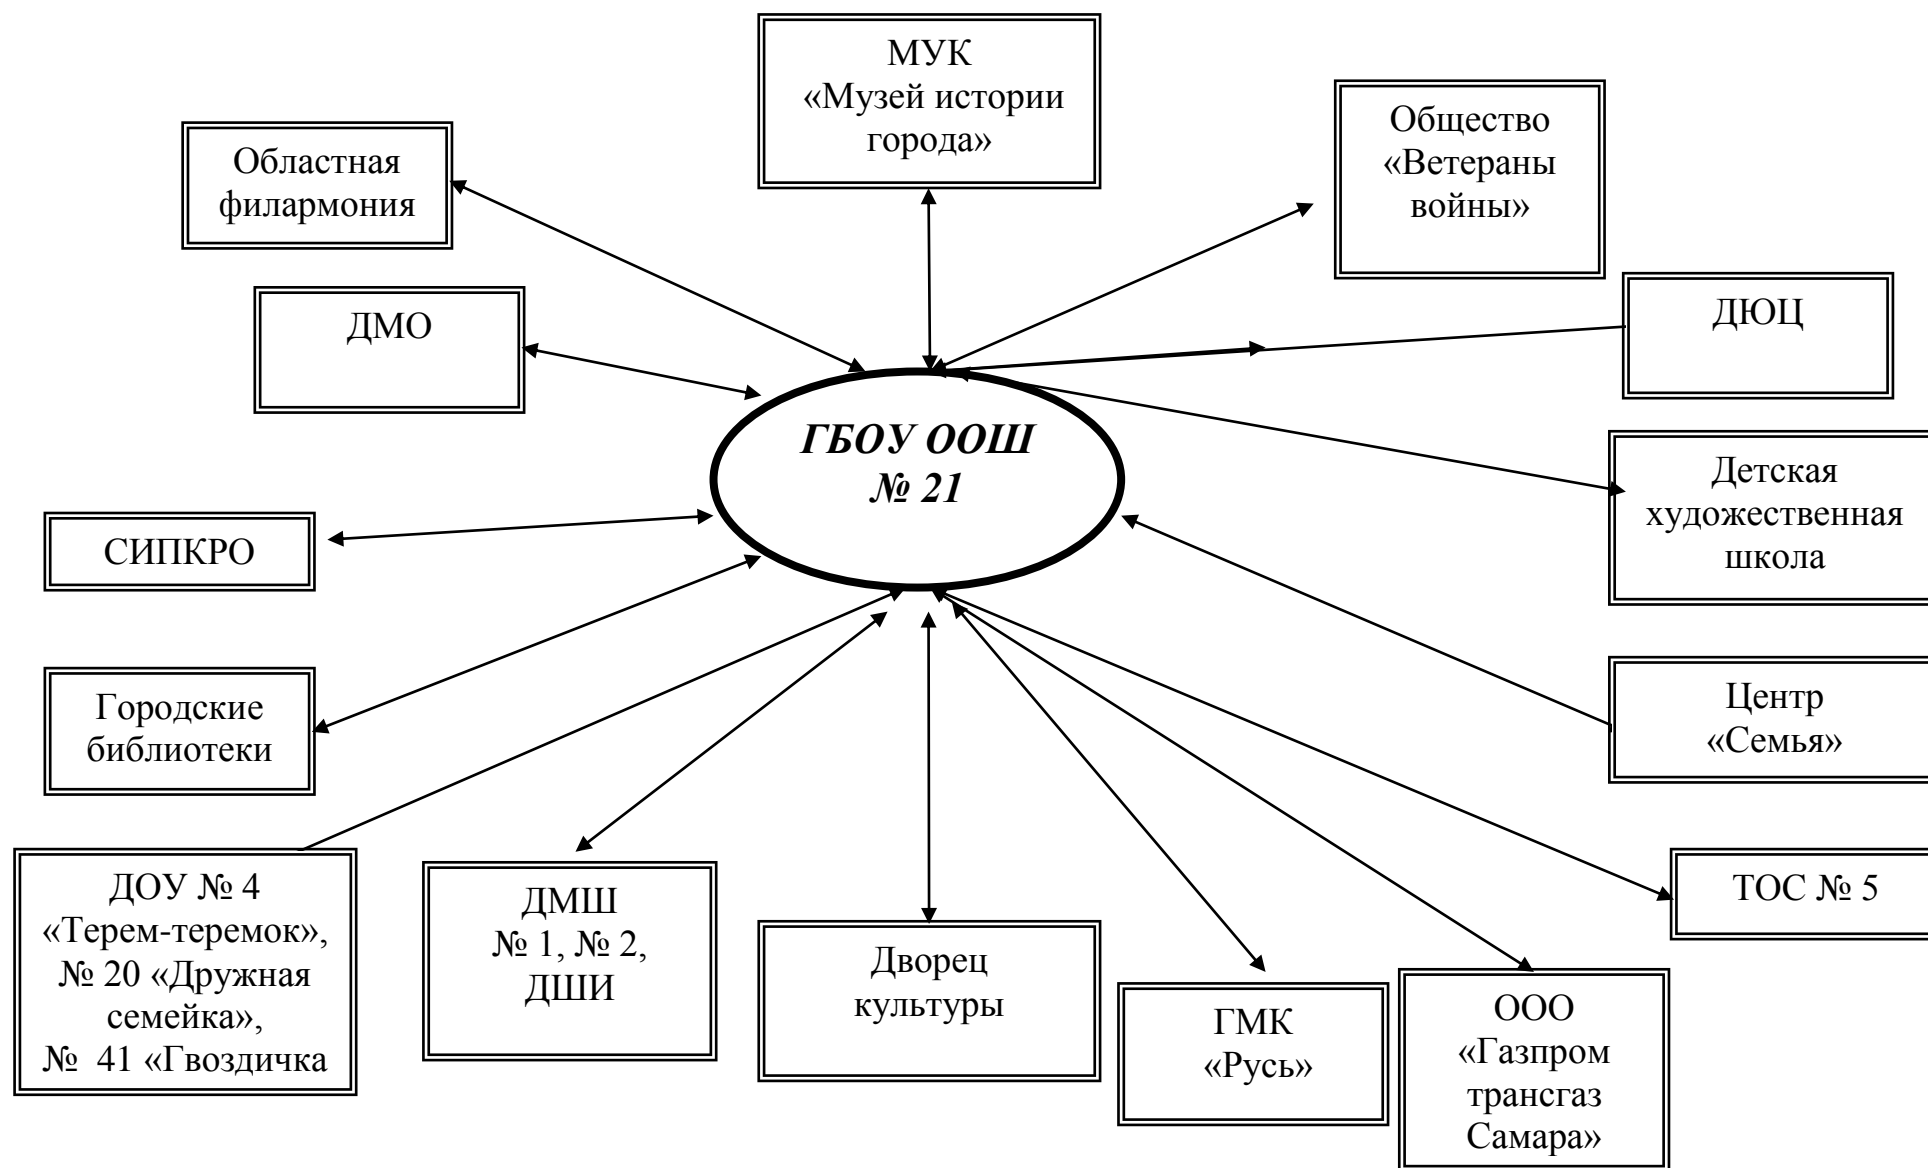 МУК
«Музей истории
города»
Общество
«Ветераны
войны»
Областная
филармония
ДМО
ДЮЦ
ГБОУ ООШ
№ 21
Детская
художественная
школа
СИПКРО
Городские
библиотеки
Центр
«Семья»
ДОУ № 4
«Терем-теремок»,
№ 20 «Дружная
семейка»,
№ 41 «Гвоздичка
ДМШ
№ 1, № 2,
ДШИ
Дворец
культуры
ГМК
«Русь»
ООО
«Газпром
трансгаз
Самара»
ТОС № 5